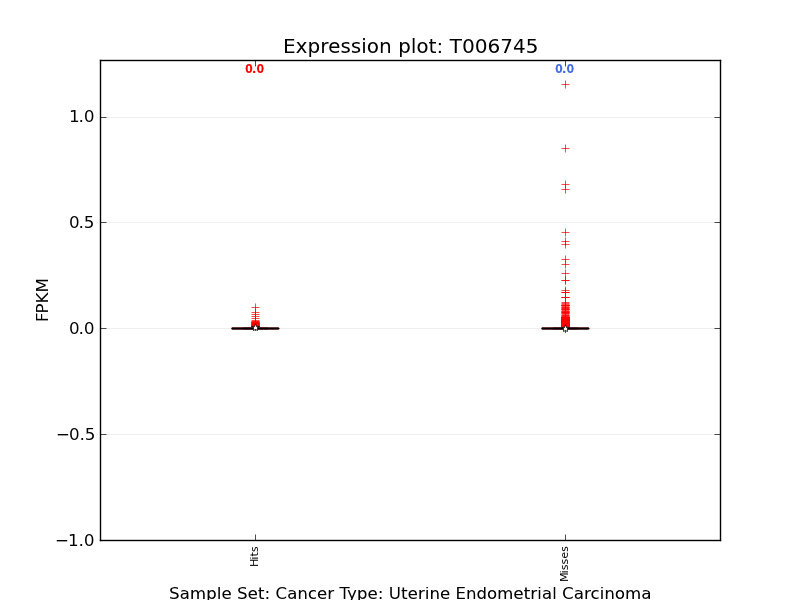 Expression plot: T006745
0.0 0.0
1.0
0.5
0.0
−0.5
−1.0
FPKM
Hits Misses
Sample Set: Cancer Type: Uterine Endometrial Carcinoma